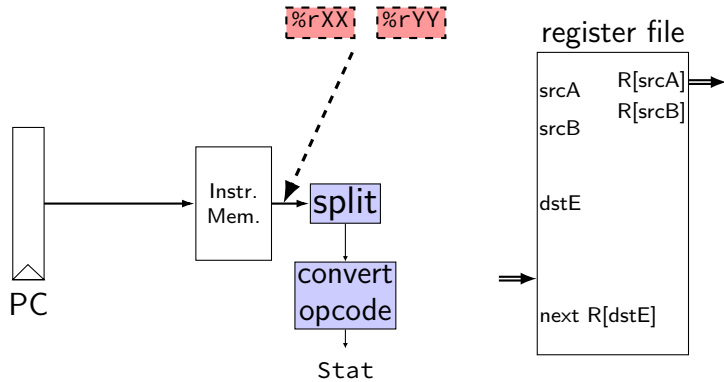 %rXX %rYY
register file
srcA R[srcA]
srcB R[srcB]
Instr.
Mem.
split
dstE
convert
opcode
PC
next R[dstE]
Stat